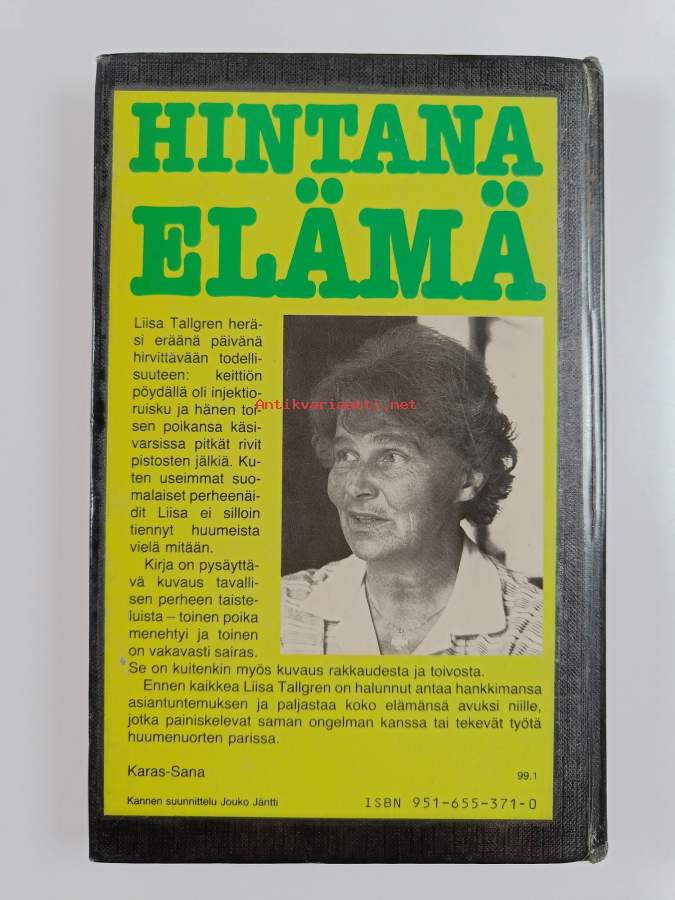 HINTANA
ELÄMÄ
Liisa Tallgren herä-
si eräänä päivänä
hirvittävään todelli-
suuteen: keittiön
pöydällä oli injektio-
ruisku ja hänen toi-
sen poikansa käsi-
varsissa pitkät rivit
pistosten jälkiä. Ku-
ten useimmat suo-
malaiset perheenäi-
dit Liisa ei silloin
tiennyt huumeista
vielä mitään.
Kirja on pysäyttä-
vä kuvaus tavalli-
sen perheen taiste-
luista – toinen poika
menehtyi ja toinen
on vakavasti sairas.
Se on kuitenkin myös kuvaus rakkaudesta ja toivosta.
Ennen kaikkea Liisa Tallgren on halunnut antaa hankkimansa
asiantuntemuksen ja paljastaa koko elämänsä avuksi niille,
jotka painiskelevat saman ongelman kanssa tai tekevät työtä
huumenuorten parissa.
Karas-Sana
99.1
Kannen suunnittelu Jouko Jäntti
ISBN 951-655-371-0
Antikvariaatti.net